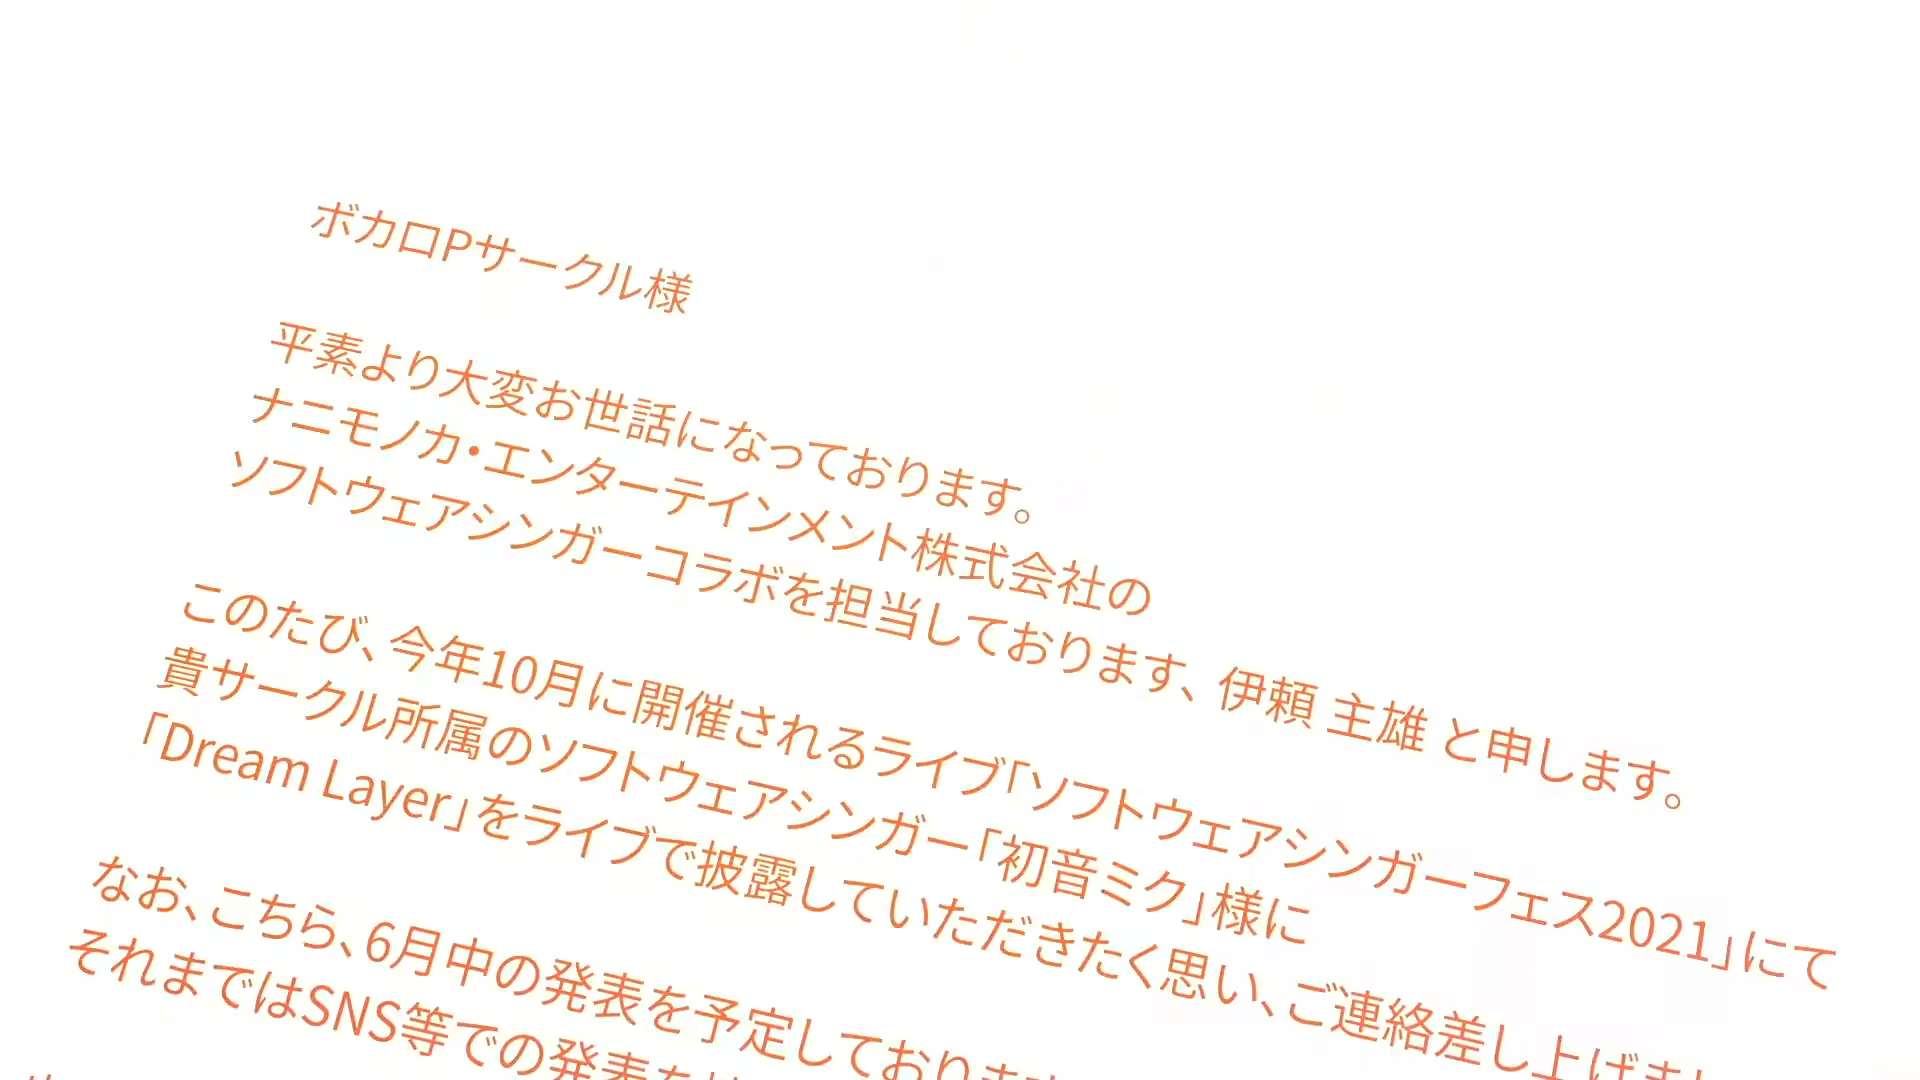 ボカロPサークル様
平素より大変お世話になっております。
ナニモノカ・エンターテインメント株式会社の
ソフトウェアシンガーコラボを担当しております、伊頼 主雄 と申します。
このたび、今年10月に開催されるライブ「ソフトウェアシンガーフェス2021」にて
貴サークル所属のソフトウェアシンガー「初音ミク」様に
「Dream Layer」をライブで披露していただきたく思い、ご連絡差し上げま
なお、こちら、6月中の発表を予定しておりま
それまではSNS等での発表を